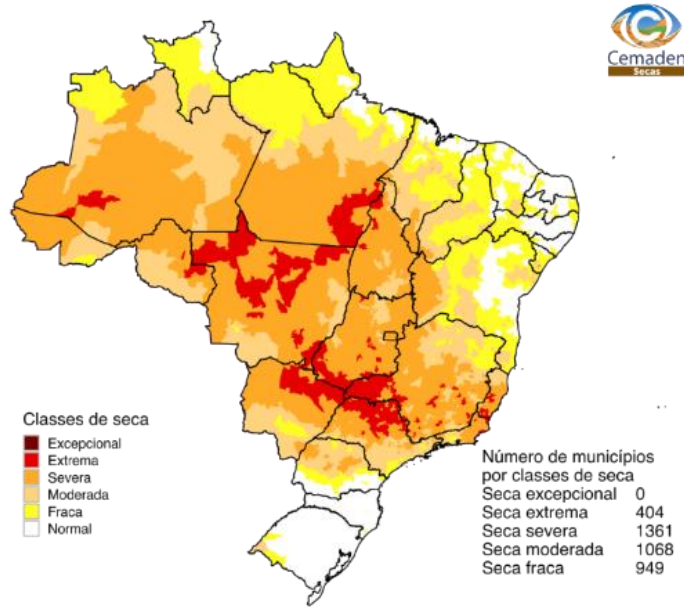 Cemaden
Secas
Classes de seca
Excepcional
Extrema
Severa
Moderada
Fraca
Normal
Número de municípios
por classes de seca
Seca excepcional 0
Seca extrema 404
Seca severa 1361
Seca moderada 1068
Seca fraca 949